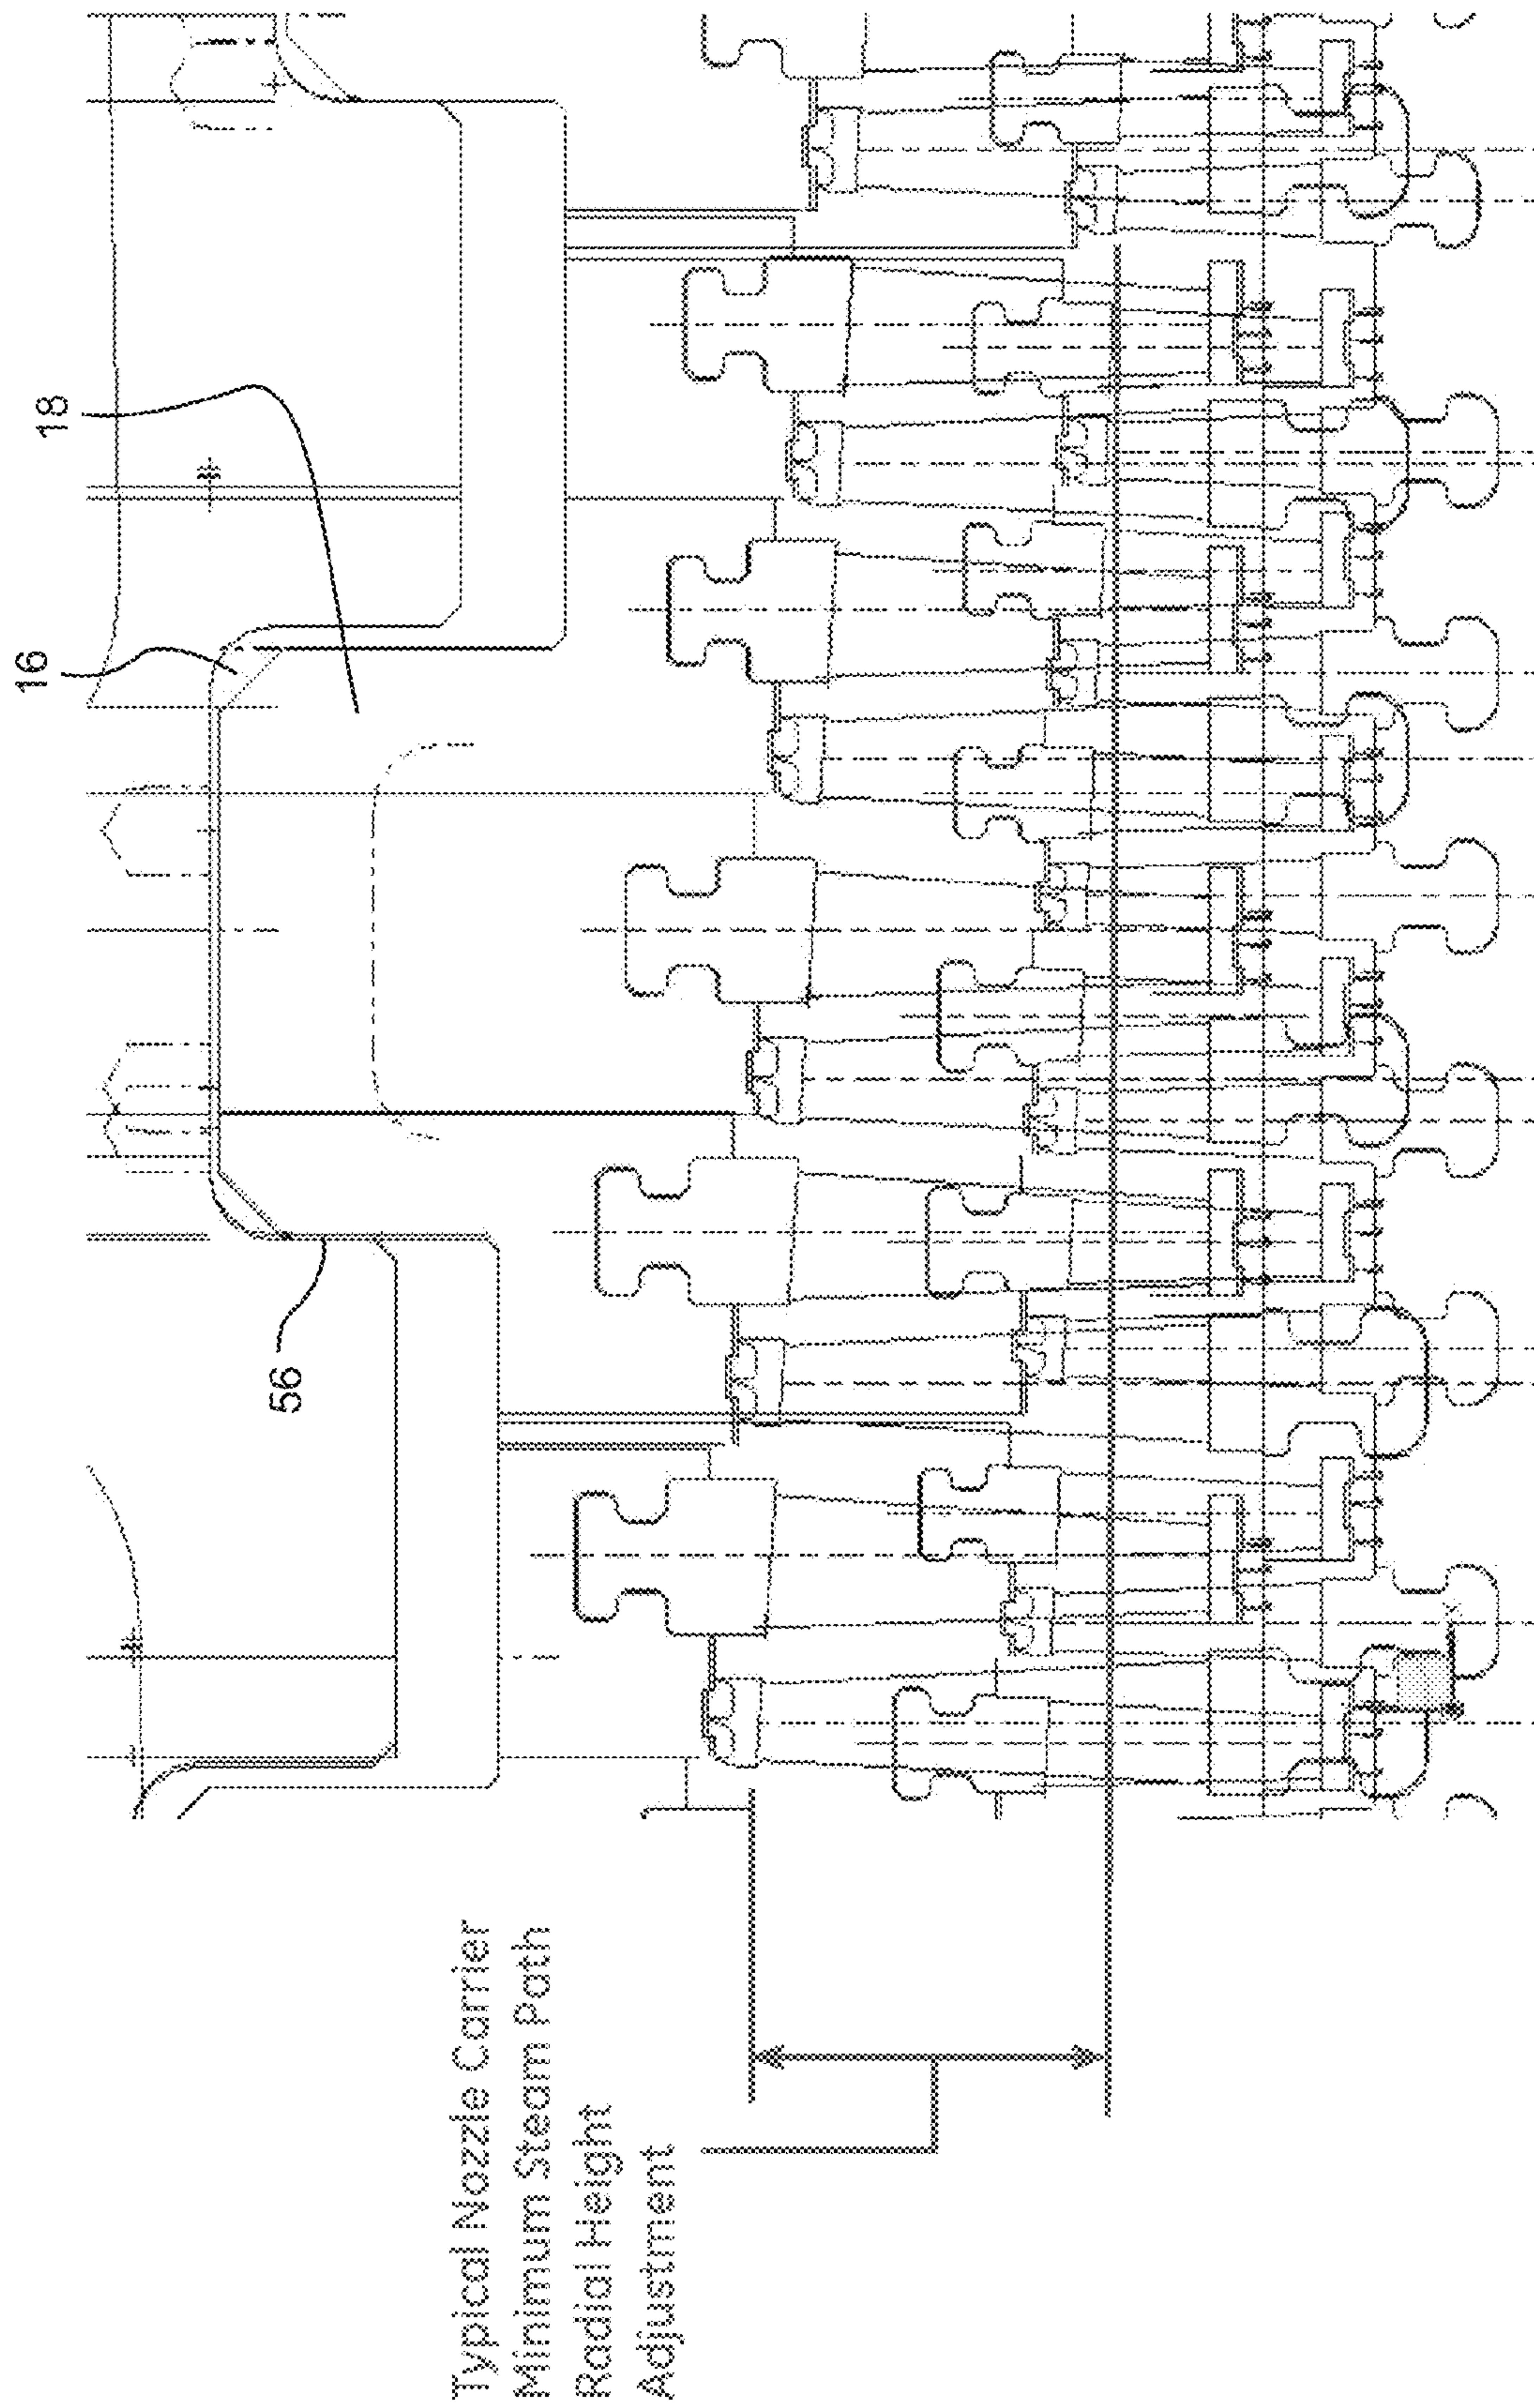 16
18
56
Typical Nozzle Carrier
Minimum Steam Path
Radial Height
Adjustment